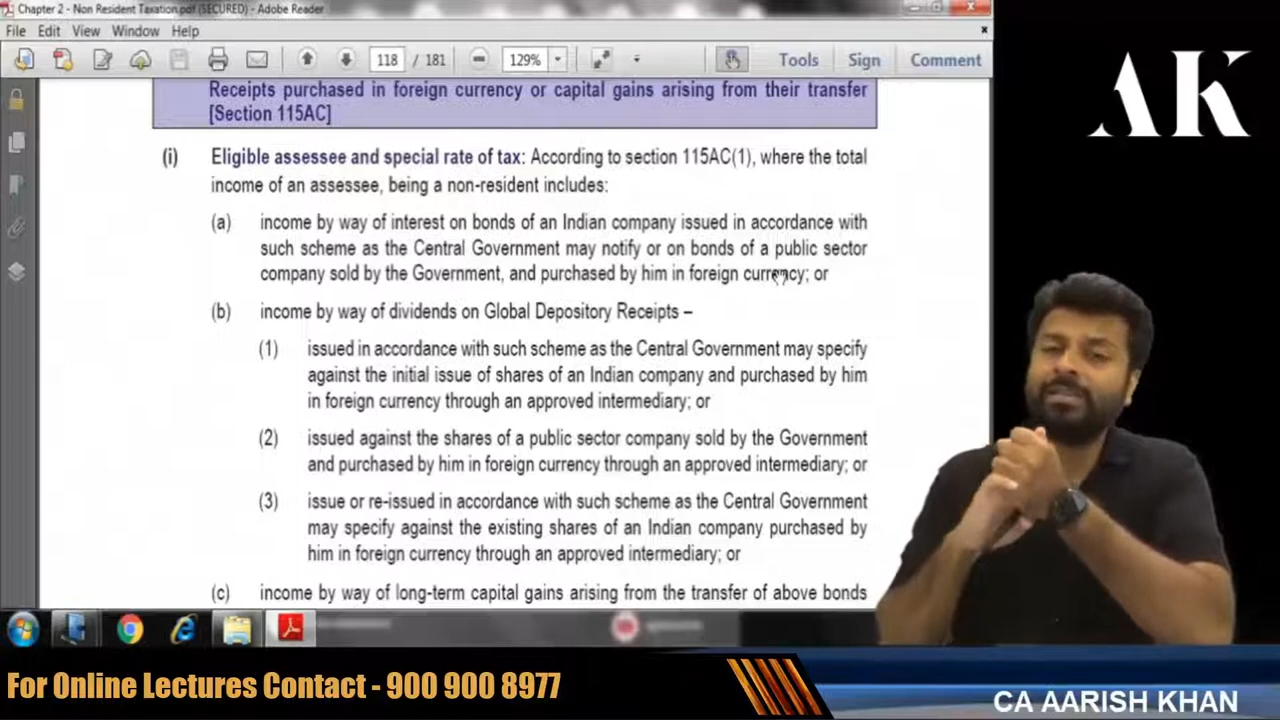 Chapter 2 - Non Resident Taxation.pdf (SECURED) - Adobe Reader
File Edit View Window Help
118 / 181 129% Tools Sign Comment
AK
Receipts purchased in foreign currency or capital gains arising from their transfer
[Section 115AC]
(i) Eligible assessee and special rate of tax: According to section 115AC(1), where the total
income of an assessee, being a non-resident includes:
(a) income by way of interest on bonds of an Indian company issued in accordance with
such scheme as the Central Government may notify or on bonds of a public sector
company sold by the Government, and purchased by him in foreign currency; or
(b) income by way of dividends on Global Depository Receipts –
(1) issued in accordance with such scheme as the Central Government may specify
against the initial issue of shares of an Indian company and purchased by him
in foreign currency through an approved intermediary; or
(2) issued against the shares of a public sector company sold by the Government
and purchased by him in foreign currency through an approved intermediary; or
(3) issue or re-issued in accordance with such scheme as the Central Government
may specify against the existing shares of an Indian company purchased by
him in foreign currency through an approved intermediary; or
(c) income by way of long-term capital gains arising from the transfer of above bonds
For Online Lectures Contact - 900 900 8977
CA AARISH KHAN